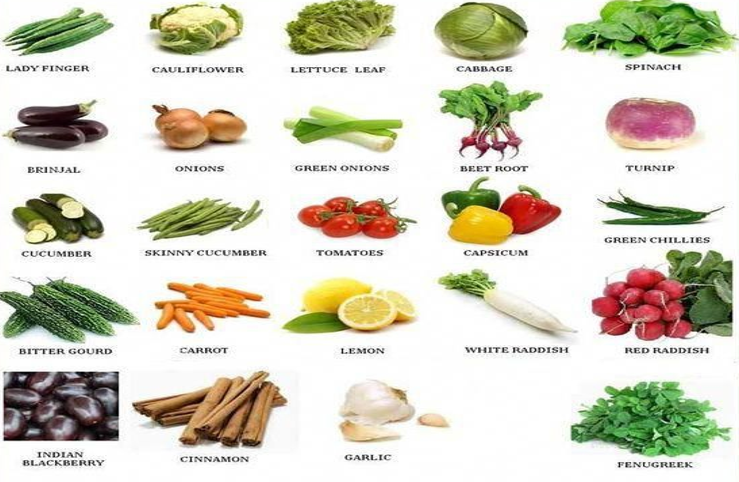 LADY FINGER
CAULIFLOWER
LETTUCE LEAF
CABBAGE
SPINACH
BRINJAL
ONIONS
GREEN ONIONS
BEET ROOT
TURNIP
CUCUMBER
SKINNY CUCUMBER
TOMATOES
CAPSICUM
GREEN CHILLIES
BITTER GOURD
CARROT
LEMON
WHITE RADDISH
RED RADDISH
INDIAN
BLACKBERRY
CINNAMON
GARLIC
FENUGREEK